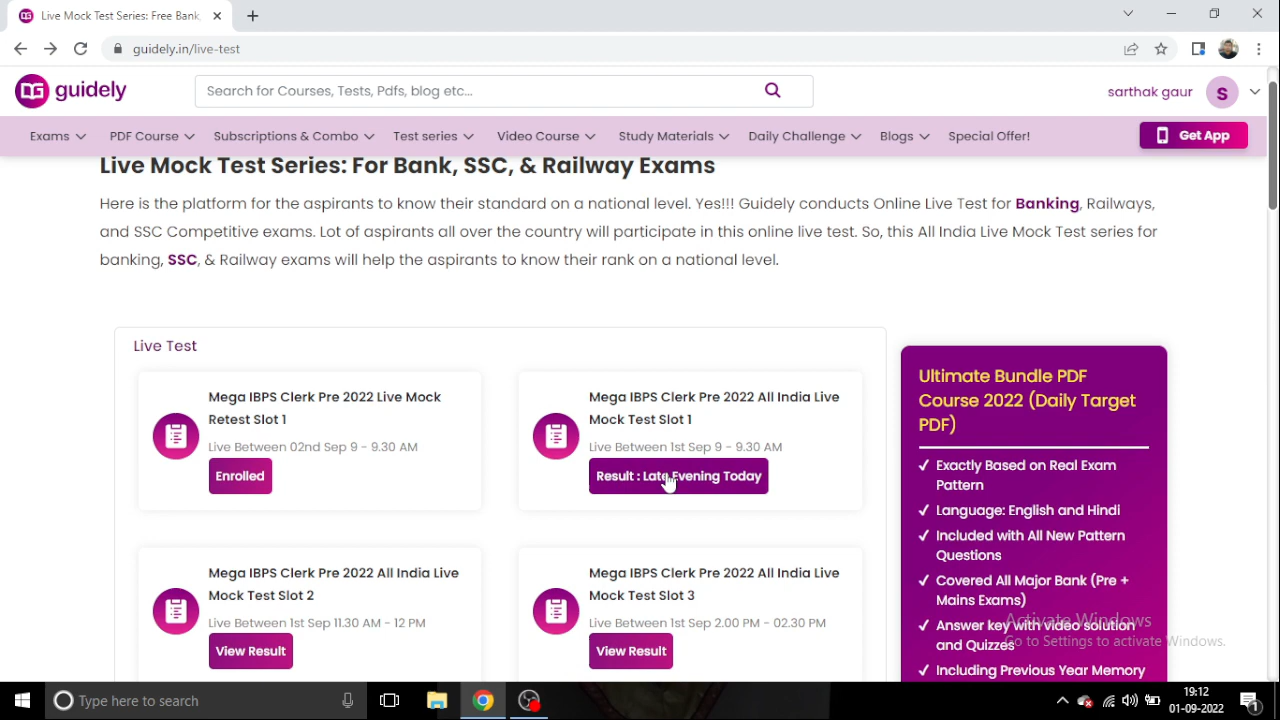 Live Mock Test Series: Free Bank,
guidely.in/live-test
guidely
Search for Courses, Tests, Pdfs, blog etc...
sarthak gaur
S
Exams
PDF Course
Subscriptions & Combo
Test series
Video Course
Study Materials
Daily Challenge
Blogs
Special Offer!
Get App
Live Mock Test Series: For Bank, SSC, & Railway Exams
Here is the platform for the aspirants to know their standard on a national level. Yes!!! Guidely conducts Online Live Test for Banking, Railways,
and SSC Competitive exams. Lot of aspirants all over the country will participate in this online live test. So, this All India Live Mock Test series for
banking, SSC, & Railway exams will help the aspirants to know their rank on a national level.
Live Test
Mega IBPS Clerk Pre 2022 Live Mock
Retest Slot 1
Live Between 02nd Sep 9 - 9.30 AM
Enrolled
Mega IBPS Clerk Pre 2022 All India Live
Mock Test Slot 1
Live Between 1st Sep 9 - 9.30 AM
Result : Late Evening Today
Mega IBPS Clerk Pre 2022 All India Live
Mock Test Slot 2
Live Between 1st Sep 11.30 AM - 12 PM
View Result
Mega IBPS Clerk Pre 2022 All India Live
Mock Test Slot 3
Live Between 1st Sep 2.00 PM - 02.30 PM
View Result
Ultimate Bundle PDF
Course 2022 (Daily Target
PDF)
✓ Exactly Based on Real Exam
Pattern
✓ Language: English and Hindi
✓ Included with All New Pattern
Questions
✓ Covered All Major Bank (Pre +
Mains Exams)
✓ Answer key with video solution
and Quizzes
✓ Including Previous Year Memory
Activate Windows
Go to Settings to activate Windows.
Type here to search
19:12
01-09-2022
1